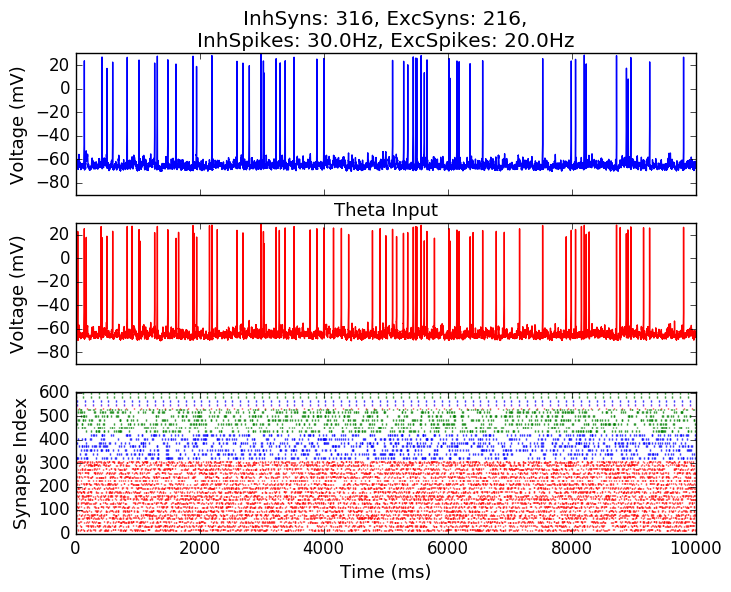 InhSyns: 316, ExcSyns: 216,
InhSpikes: 30.0Hz, ExcSpikes: 20.0Hz
20
0
−20
−40
−60
−80
Voltage (mV)
Theta Input
20
0
−20
−40
−60
−80
Voltage (mV)
600
500
400
300
200
100
0
Synapse Index
0 2000 4000 6000 8000 10000
Time (ms)